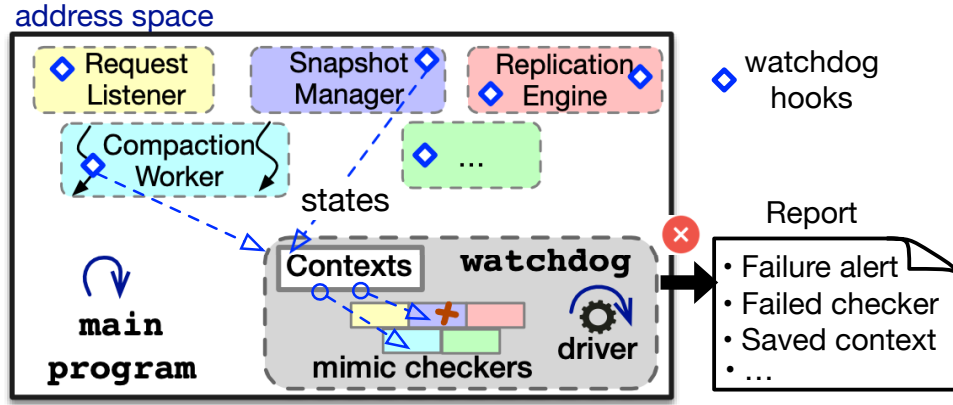 address space
Request
Listener
Snapshot
Manager
Replication
Engine
watchdog
hooks
Compaction
Worker
...
states
Report
Contexts
watchdog
• Failure alert
• Failed checker
• Saved context
• ...
main
program
mimic checkers
driver